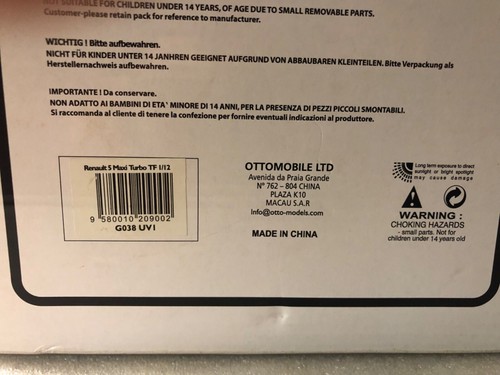 NOT SUITABLE FOR CHILDREN UNDER 14 YEARS, OF AGE DUE TO SMALL REMOVABLE PARTS.
Customer-please retain pack for reference to manufacturer.
WICHTIG ! Bitte aufbewahren.
NICHT FÜR KINDER UNTER 14 JANHREN GEEIGNET AUFGRUND VON ABBAUBAREN KLEINTEILEN. Bitte Verpackung als
Herstellernachweis aufbewahren.
IMPORTANTE ! Da conservare.
NON ADATTO AI BAMBINI DI ETA' MINORE DI 14 ANNI, PER LA PRESENZA DI PEZZI PICCOLI SMONTABILI.
Si raccomanda al cliente di tenere la confezione per fornire eventuali indicazioni al produttore.
Renault 5 Maxi Turbo TF 1/12
9 580010 209002
G038 UV1
OTTOMOBILE LTD
Avenida da Praia Grande
N° 762 – 804 CHINA
PLAZA K10
MACAU S.A.R
Info@otto-models.com
MADE IN CHINA
Long term exposure to direct
sunlight or bright spotlight
may cause damage
WARNING :
CHOKING HAZARDS
- small parts. Not for
children under 14 years old